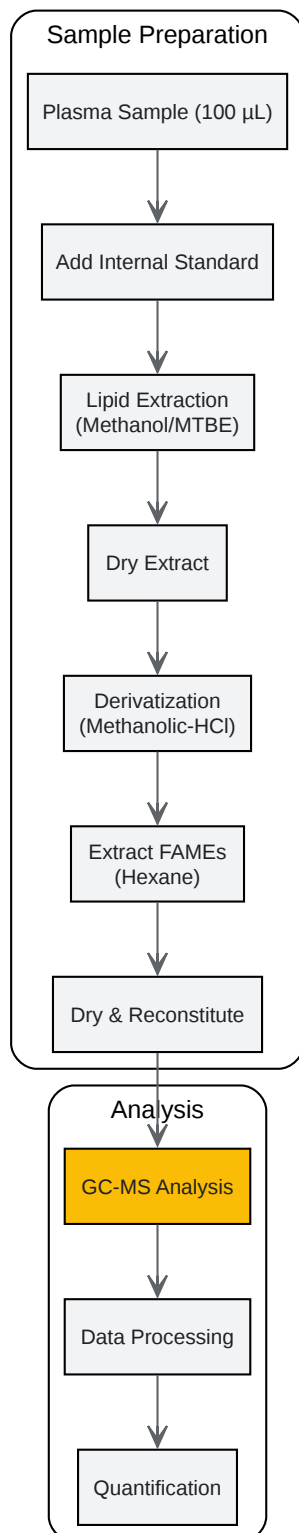 Sample Preparation
Plasma Sample (100 µL)
Add Internal Standard
Lipid Extraction
(Methanol/MTBE)
Dry Extract
Derivatization
(Methanolic-HCl)
Extract FAMEs
(Hexane)
Dry & Reconstitute
Analysis
GC-MS Analysis
Data Processing
Quantification